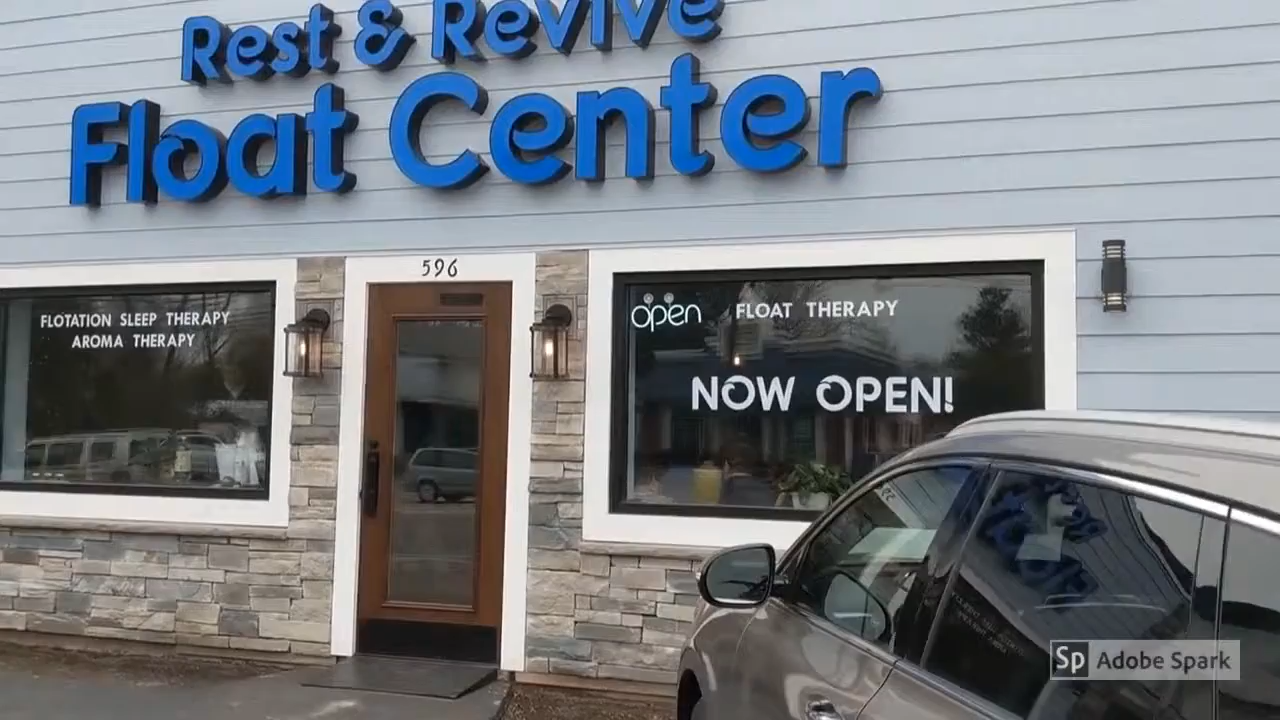 Rest & Revive
Float Center
596
FLOTATION SLEEP THERAPY
AROMA THERAPY
open
FLOAT THERAPY
NOW OPEN!
Sp Adobe Spark